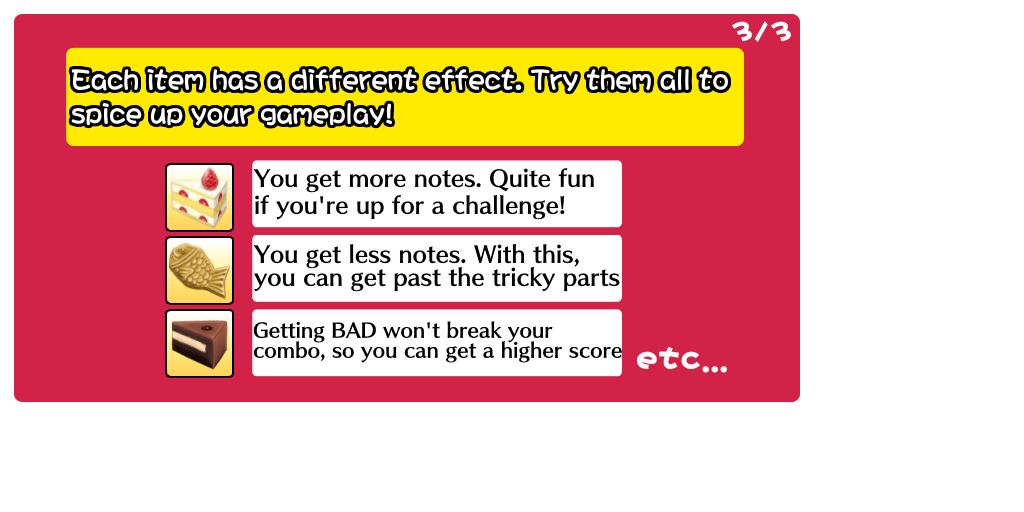 3/3
Each item has a different effect. Try them all to
spice up your gameplay!
You get more notes. Quite fun
if you're up for a challenge!
You get less notes. With this,
you can get past the tricky parts
Getting BAD won't break your
combo, so you can get a higher score
etc...